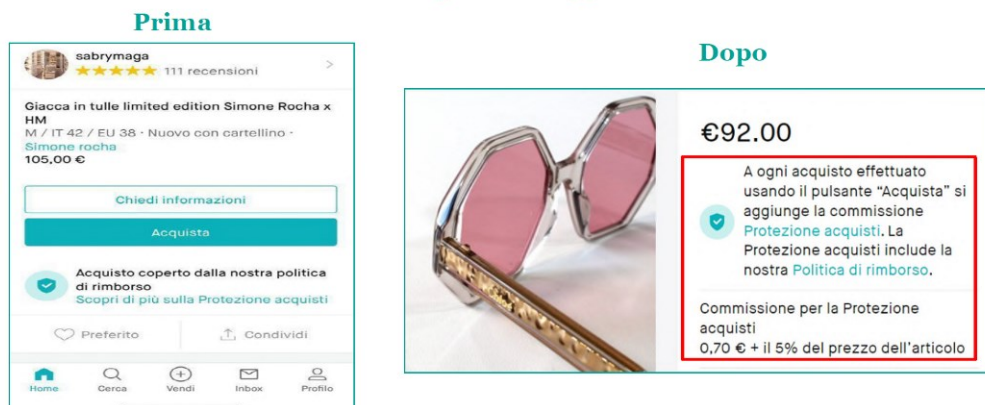 Prima
sabrymaga
111 recensioni
Giacca in tulle limited edition Simone Rocha x
HM
M / IT 42 / EU 38 · Nuovo con cartellino ·
Simone rocha
105,00 €
Chiedi informazioni
Acquista
Acquisto coperto dalla nostra politica
di rimborso
Scopri di più sulla Protezione acquisti
Preferito
Condividi
Home
Cerca
Vendi
Inbox
Profilo
Dopo
€92.00
A ogni acquisto effettuato
usando il pulsante “Acquista” si
aggiunge la commissione
Protezione acquisti. La
Protezione acquisti include la
nostra Politica di rimborso.
Commissione per la Protezione
acquisti
0,70 € + il 5% del prezzo dell'articolo